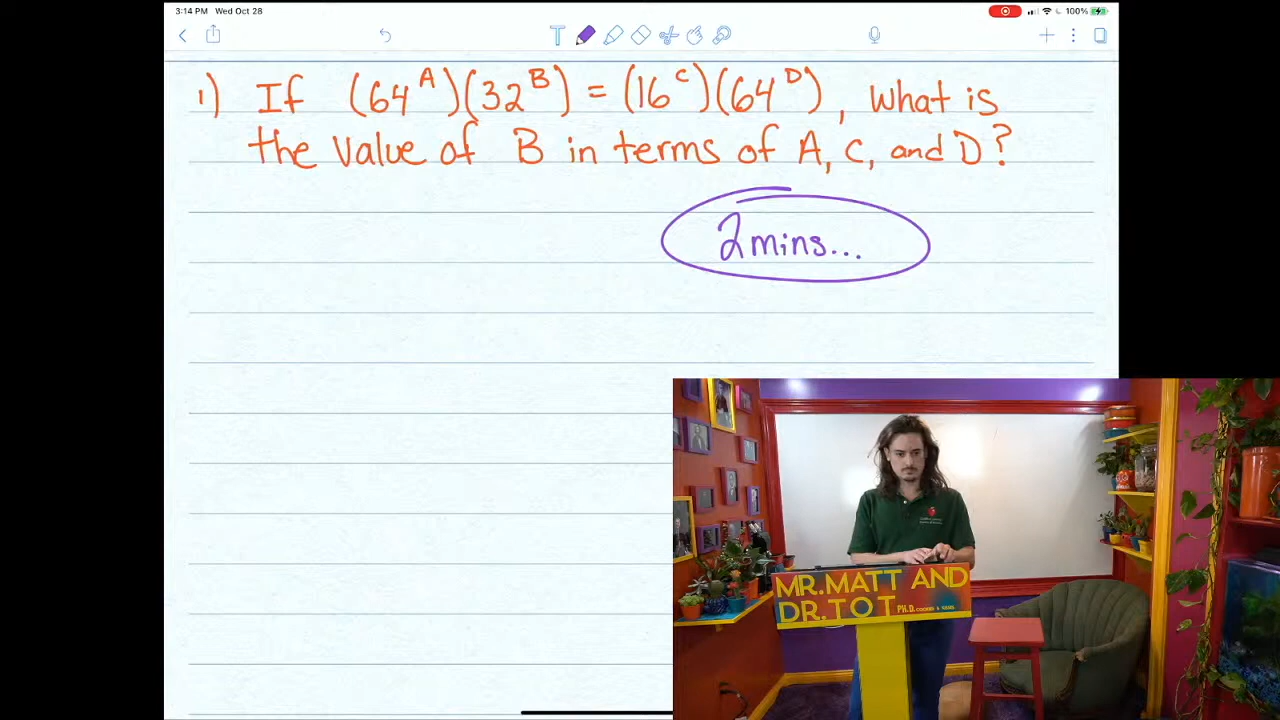 3:14 PM Wed Oct 28
100%
1) If (64^A)(32^B) = (16^C)(64^D), what is
the value of B in terms of A, C, and D?
2 mins...
MR. MATT AND
DR. TOT PH.D.